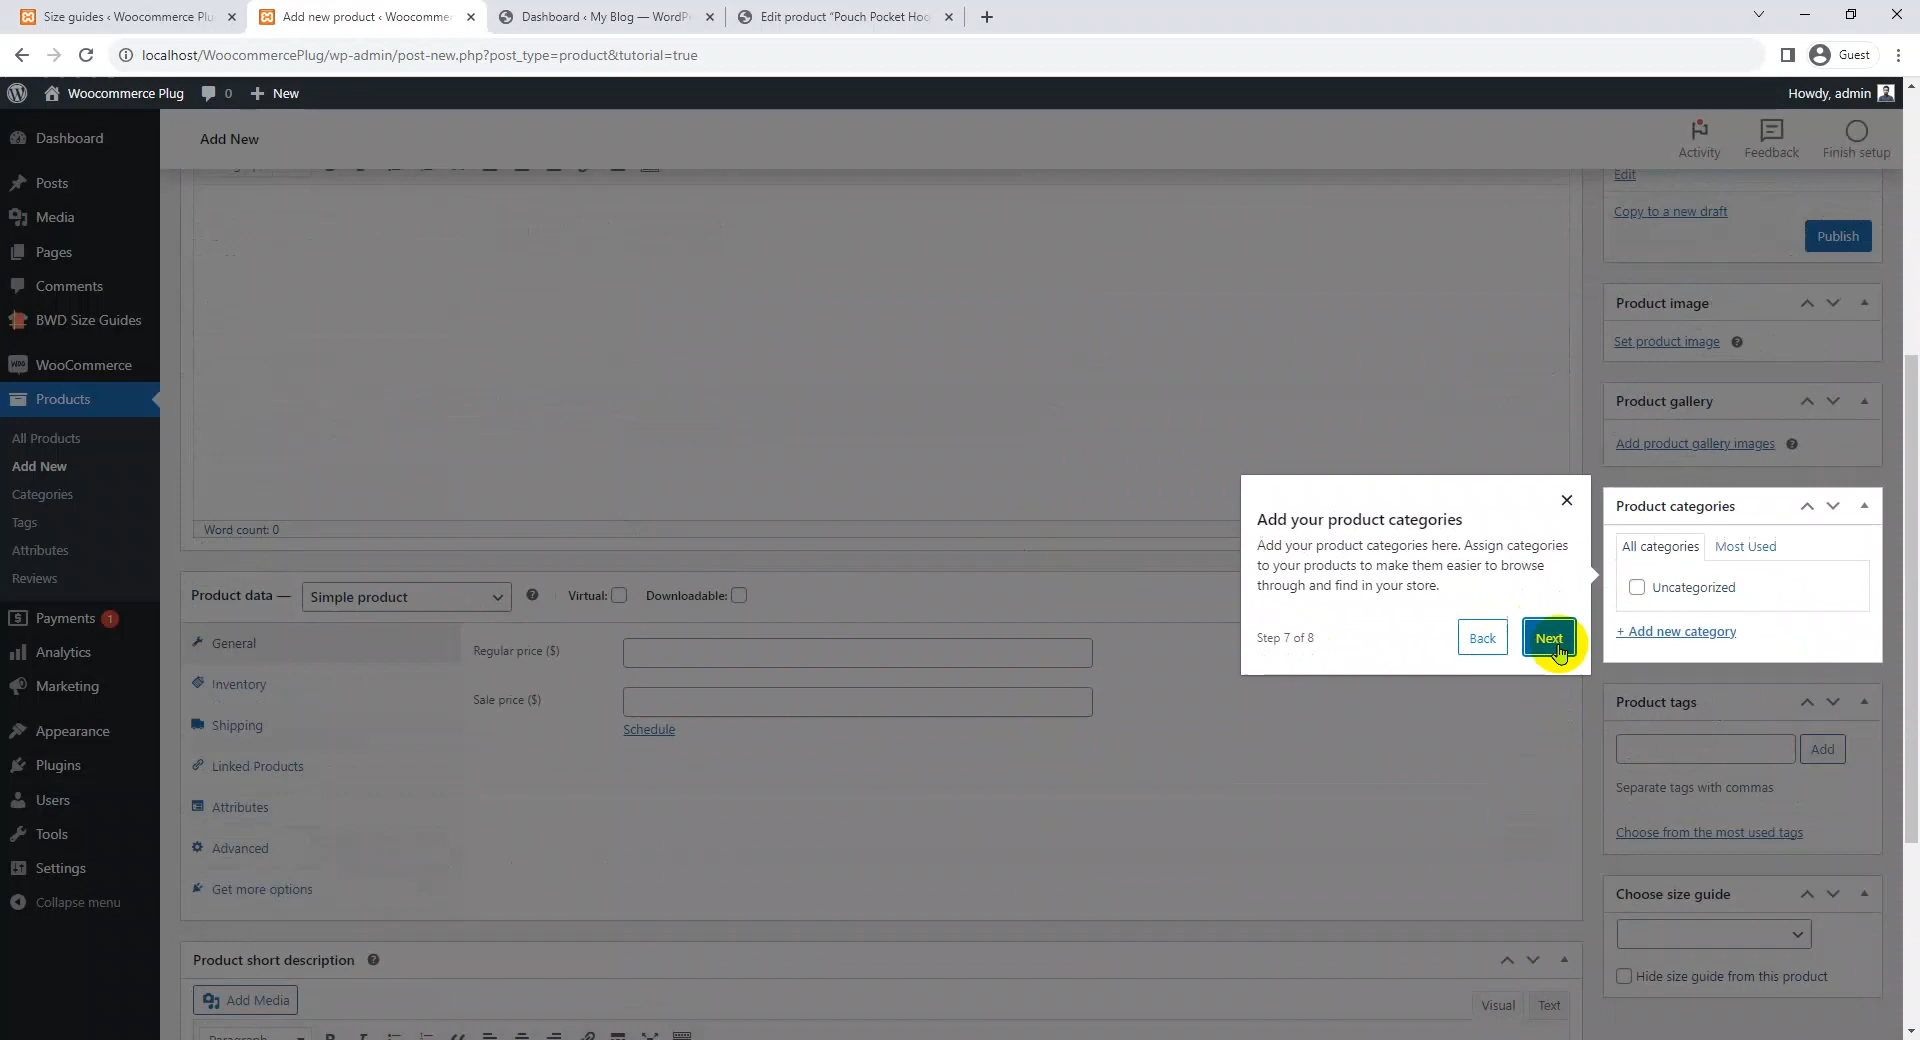 Size guides ‹ Woocommerce Plu
Add new product ‹ Woocommer
Dashboard ‹ My Blog — WordPr
Edit product "Pouch Pocket Hoo
localhost/WoocommercePlug/wp-admin/post-new.php?post_type=product&tutorial=true
Guest
Woocommerce Plug
0
New
Howdy, admin
Dashboard
Posts
Media
Pages
Comments
BWD Size Guides
WooCommerce
Products
All Products
Add New
Categories
Tags
Attributes
Reviews
Payments 1
Analytics
Marketing
Appearance
Plugins
Users
Tools
Settings
Collapse menu
Add New
Activity
Feedback
Finish setup
Word count: 0
Product data —
Simple product
Virtual:
Downloadable:
General
Inventory
Shipping
Linked Products
Attributes
Advanced
Get more options
Regular price ($)
Sale price ($)
Schedule
Product short description
Add Media
Visual
Text
Paragraph
Add your product categories
Add your product categories here. Assign categories
to your products to make them easier to browse
through and find in your store.
Step 7 of 8
Back
Next
Edit
Copy to a new draft
Publish
Product image
Set product image
Product gallery
Add product gallery images
Product categories
All categories
Most Used
Uncategorized
+ Add new category
Product tags
Add
Separate tags with commas
Choose from the most used tags
Choose size guide
Hide size guide from this product